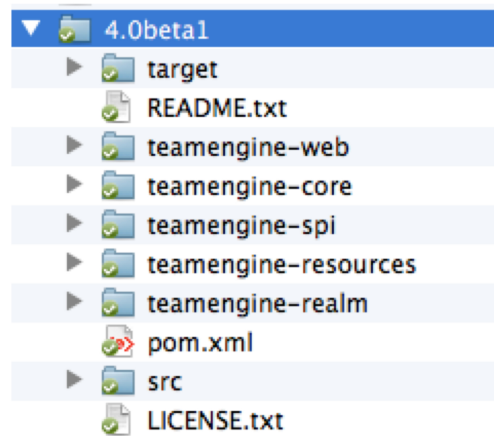 4.0beta1
target
README.txt
teamengine-web
teamengine-core
teamengine-spi
teamengine-resources
teamengine-realm
pom.xml
src
LICENSE.txt